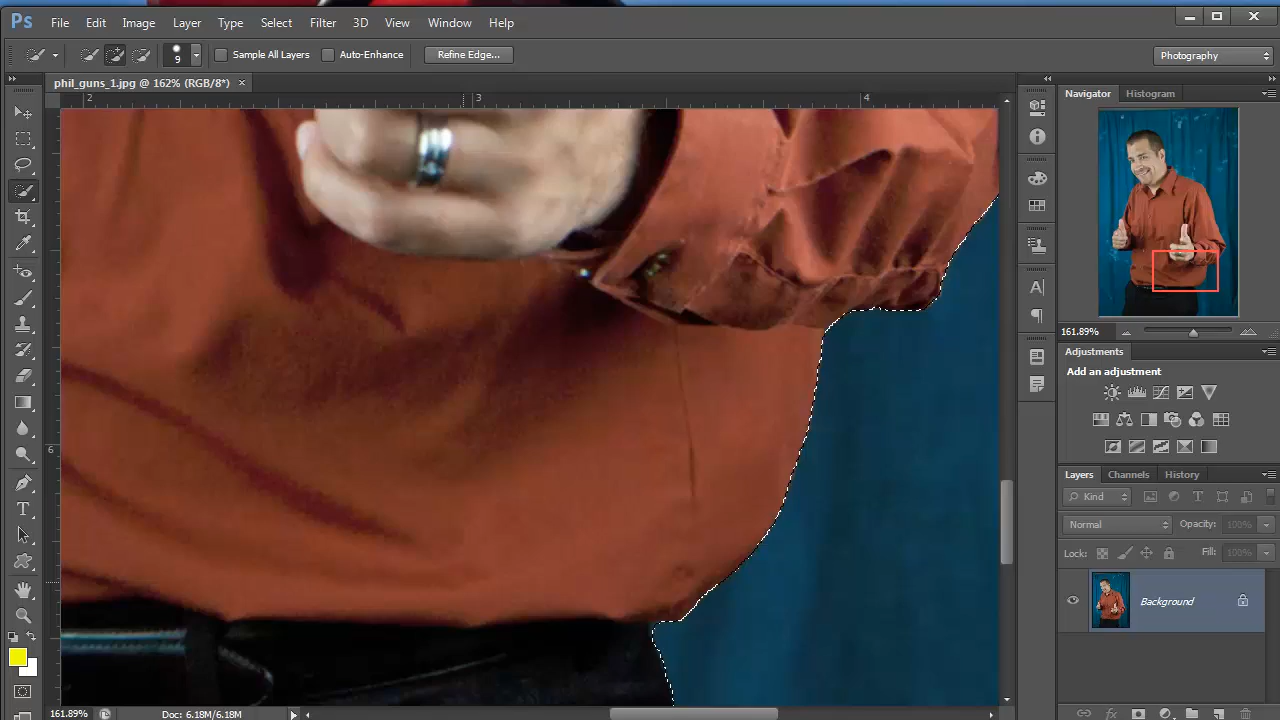 Ps File Edit Image Layer Type Select Filter 3D View Window Help
9 Sample All Layers Auto-Enhance Refine Edge... Photography
phil_guns_1.jpg @ 162% (RGB/8*) ×
2 3 4
6
Navigator Histogram
161.89%
Adjustments
Add an adjustment
Layers Channels History
Kind
Normal Opacity: 100%
Lock: Fill: 100%
Background
161.89% Doc: 6.18M/6.18M